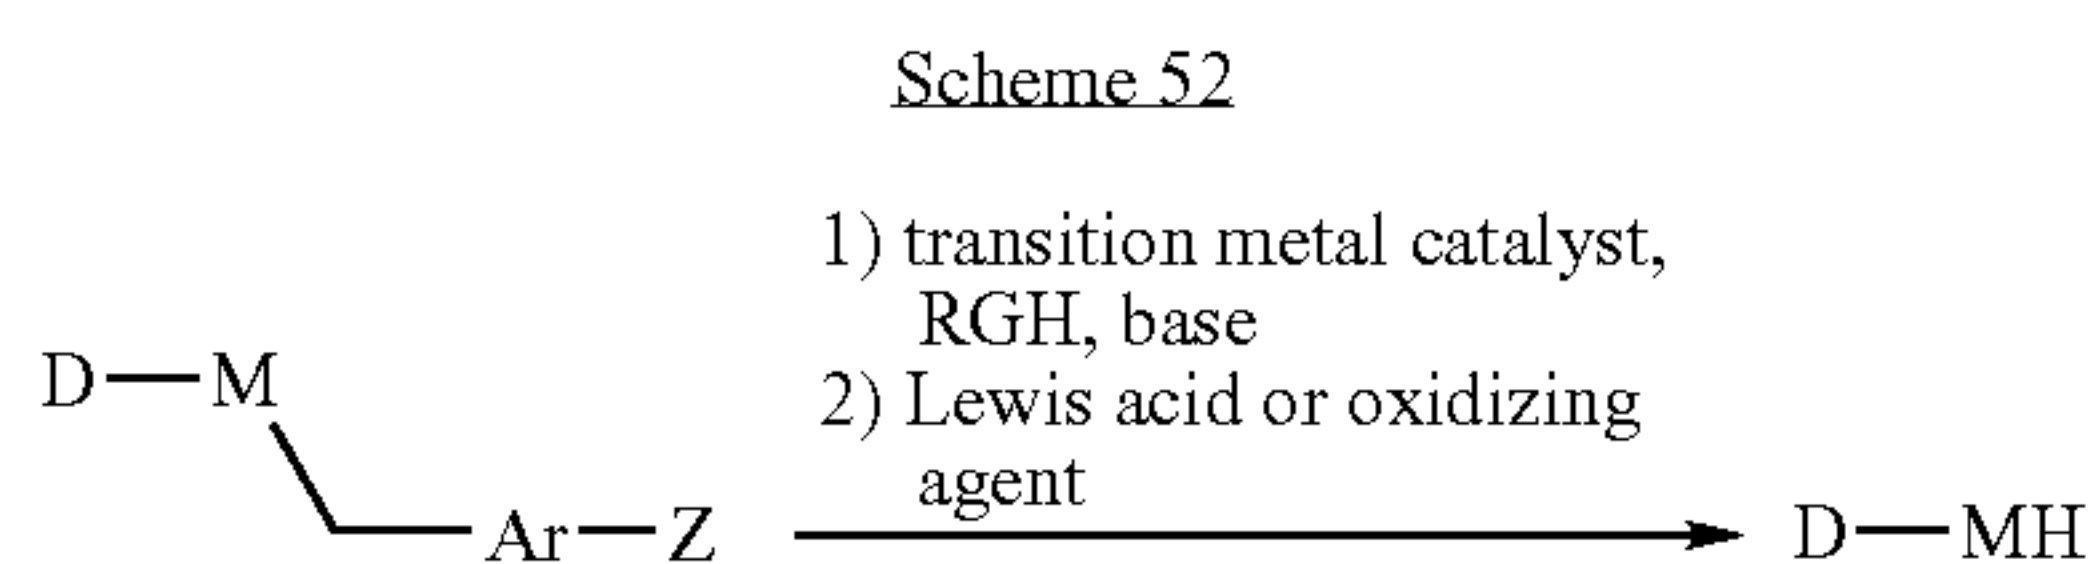 Scheme 52
1) transition metal catalyst,
RGH, base
2) Lewis acid or oxidizing
agent
D—M
Ar—Z
D—MH